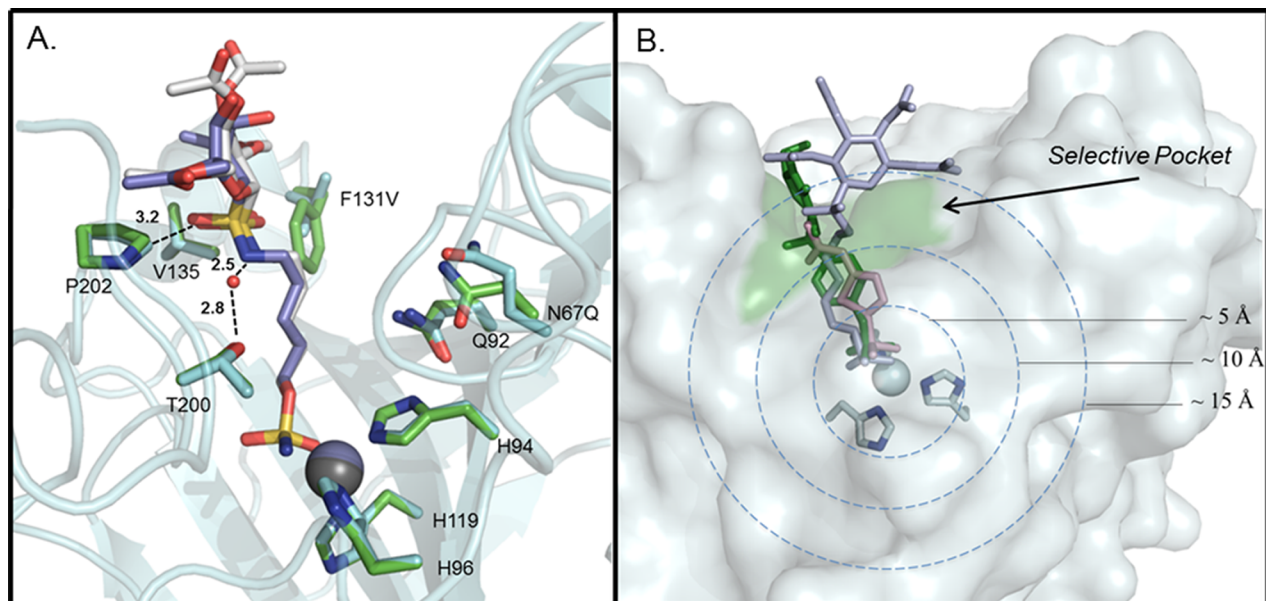 A.
3.2
F131V
P202
V135
2.5
2.8
N67Q
Q92
T200
H94
H119
H96
B.
Selective Pocket
~ 5 Å
~ 10 Å
~ 15 Å